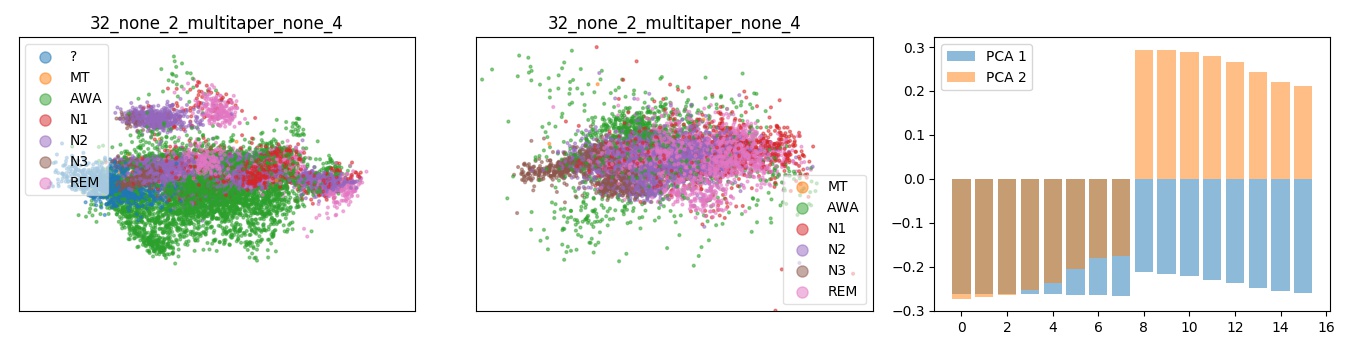 32_none_2_multitaper_none_4
?
MT
AWA
N1
N2
N3
REM
32_none_2_multitaper_none_4
MT
AWA
N1
N2
N3
REM
PCA 1
PCA 2
0.3
0.2
0.1
0.0
−0.1
−0.2
−0.3
0 2 4 6 8 10 12 14 16